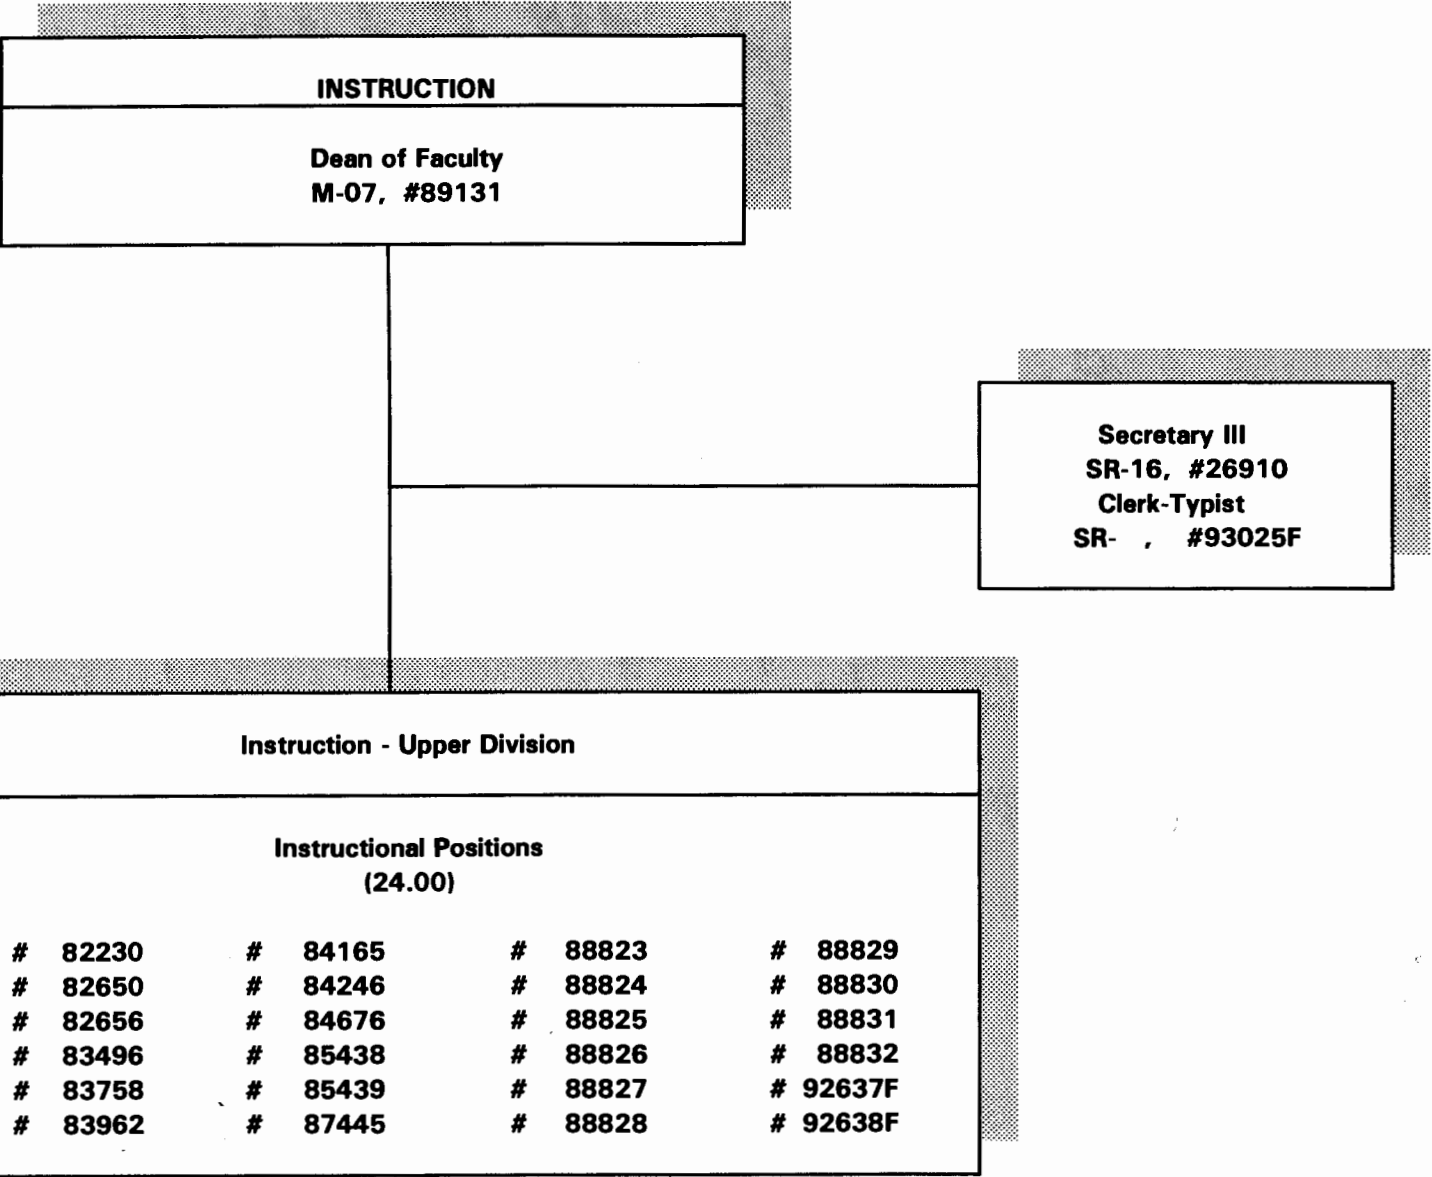 INSTRUCTION
Dean of Faculty
M-07, #89131
Secretary III
SR-16, #26910
Clerk-Typist
SR- , #93025F
Instruction - Upper Division
Instructional Positions
(24.00)
# 82230 # 84165 # 88823 # 88829
# 82650 # 84246 # 88824 # 88830
# 82656 # 84676 # 88825 # 88831
# 83496 # 85438 # 88826 # 88832
# 83758 # 85439 # 88827 # 92637F
# 83962 # 87445 # 88828 # 92638F